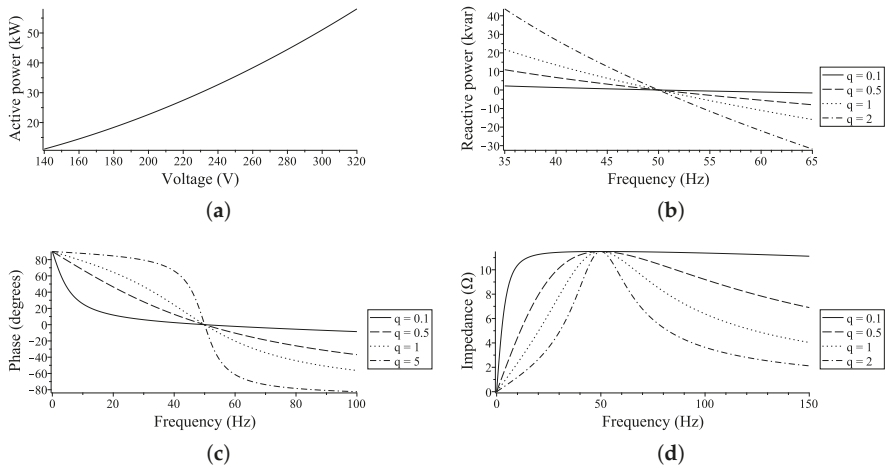 Active power (kW)
50
40
30
20
140 160 180 200 220 240 260 280 300 320
Voltage (V)
(a)
Reactive power (kvar)
40
30
20
10
0
−10
−20
−30
35 40 45 50 55 60 65
Frequency (Hz)
q = 0.1
q = 0.5
q = 1
q = 2
(b)
Phase (degrees)
80
60
40
20
0
−20
−40
−60
−80
0 20 40 60 80 100
Frequency (Hz)
q = 0.1
q = 0.5
q = 1
q = 5
(c)
Impedance (Ω)
10
8
6
4
2
0
0 50 100 150
Frequency (Hz)
q = 0.1
q = 0.5
q = 1
q = 2
(d)